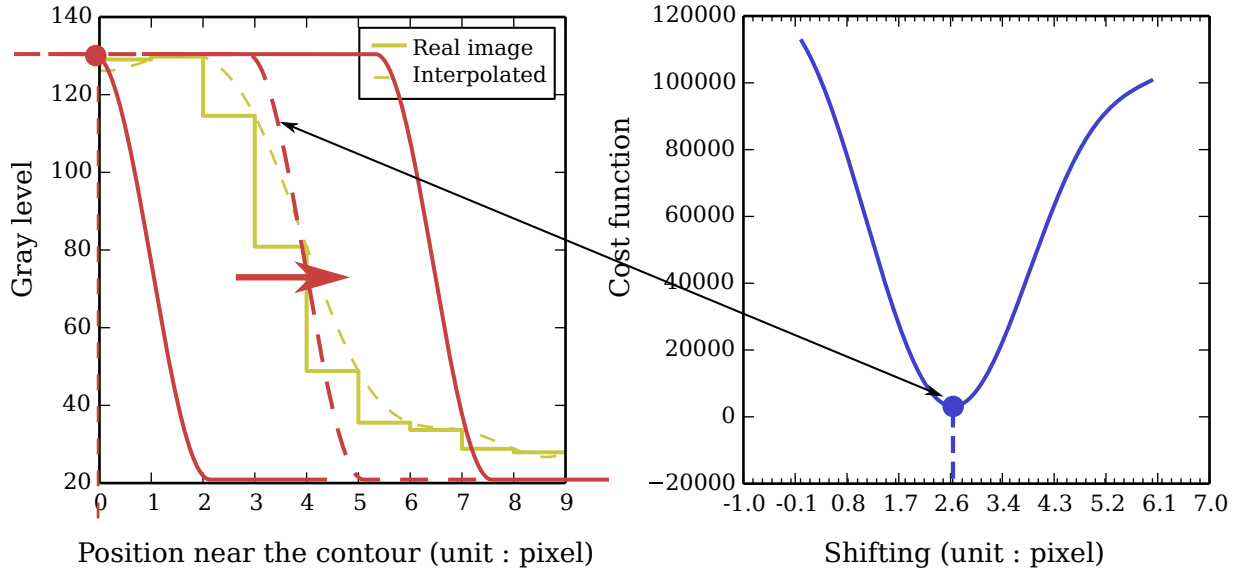 140
120
100
80
60
40
20
Gray level
Real image
Interpolated
0 1 2 3 4 5 6 7 8 9
Position near the contour (unit : pixel)
120000
100000
80000
60000
40000
20000
0
−20000
Cost function
-1.0 -0.1 0.8 1.7 2.6 3.4 4.3 5.2 6.1 7.0
Shifting (unit : pixel)